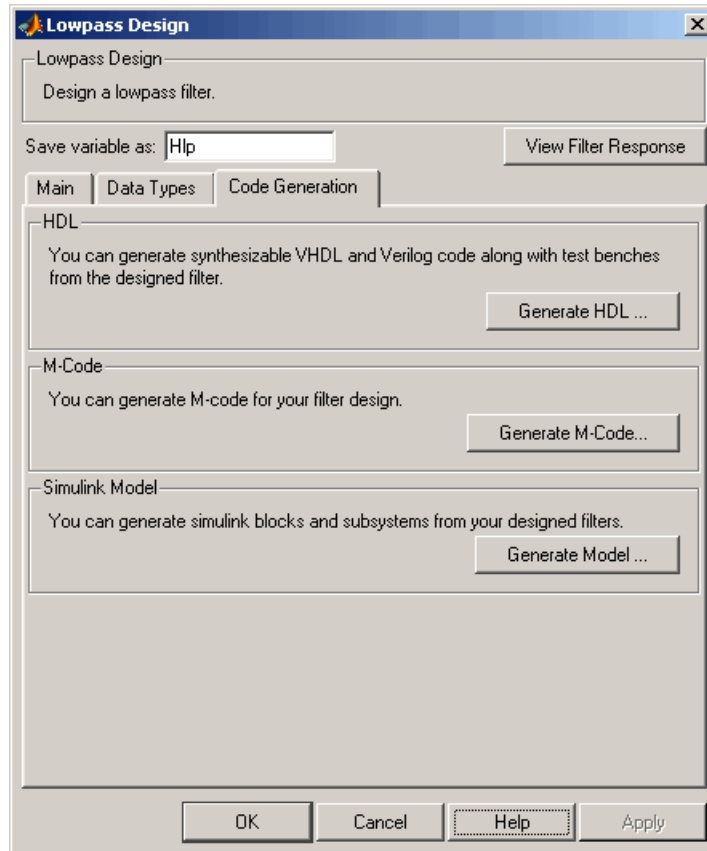 Lowpass Design
Lowpass Design
Design a lowpass filter.
Save variable as: Hlp
View Filter Response
Main
Data Types
Code Generation
HDL
You can generate synthesizable VHDL and Verilog code along with test benches
from the designed filter.
Generate HDL ...
M-Code
You can generate M-code for your filter design.
Generate M-Code...
Simulink Model
You can generate simulink blocks and subsystems from your designed filters.
Generate Model ...
OK
Cancel
Help
Apply